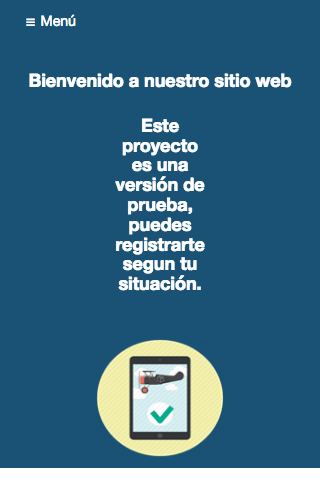 ≡ Menú
Bienvenido a nuestro sitio web
Este
proyecto
es una
versión de
prueba,
puedes
registrarte
segun tu
situación.